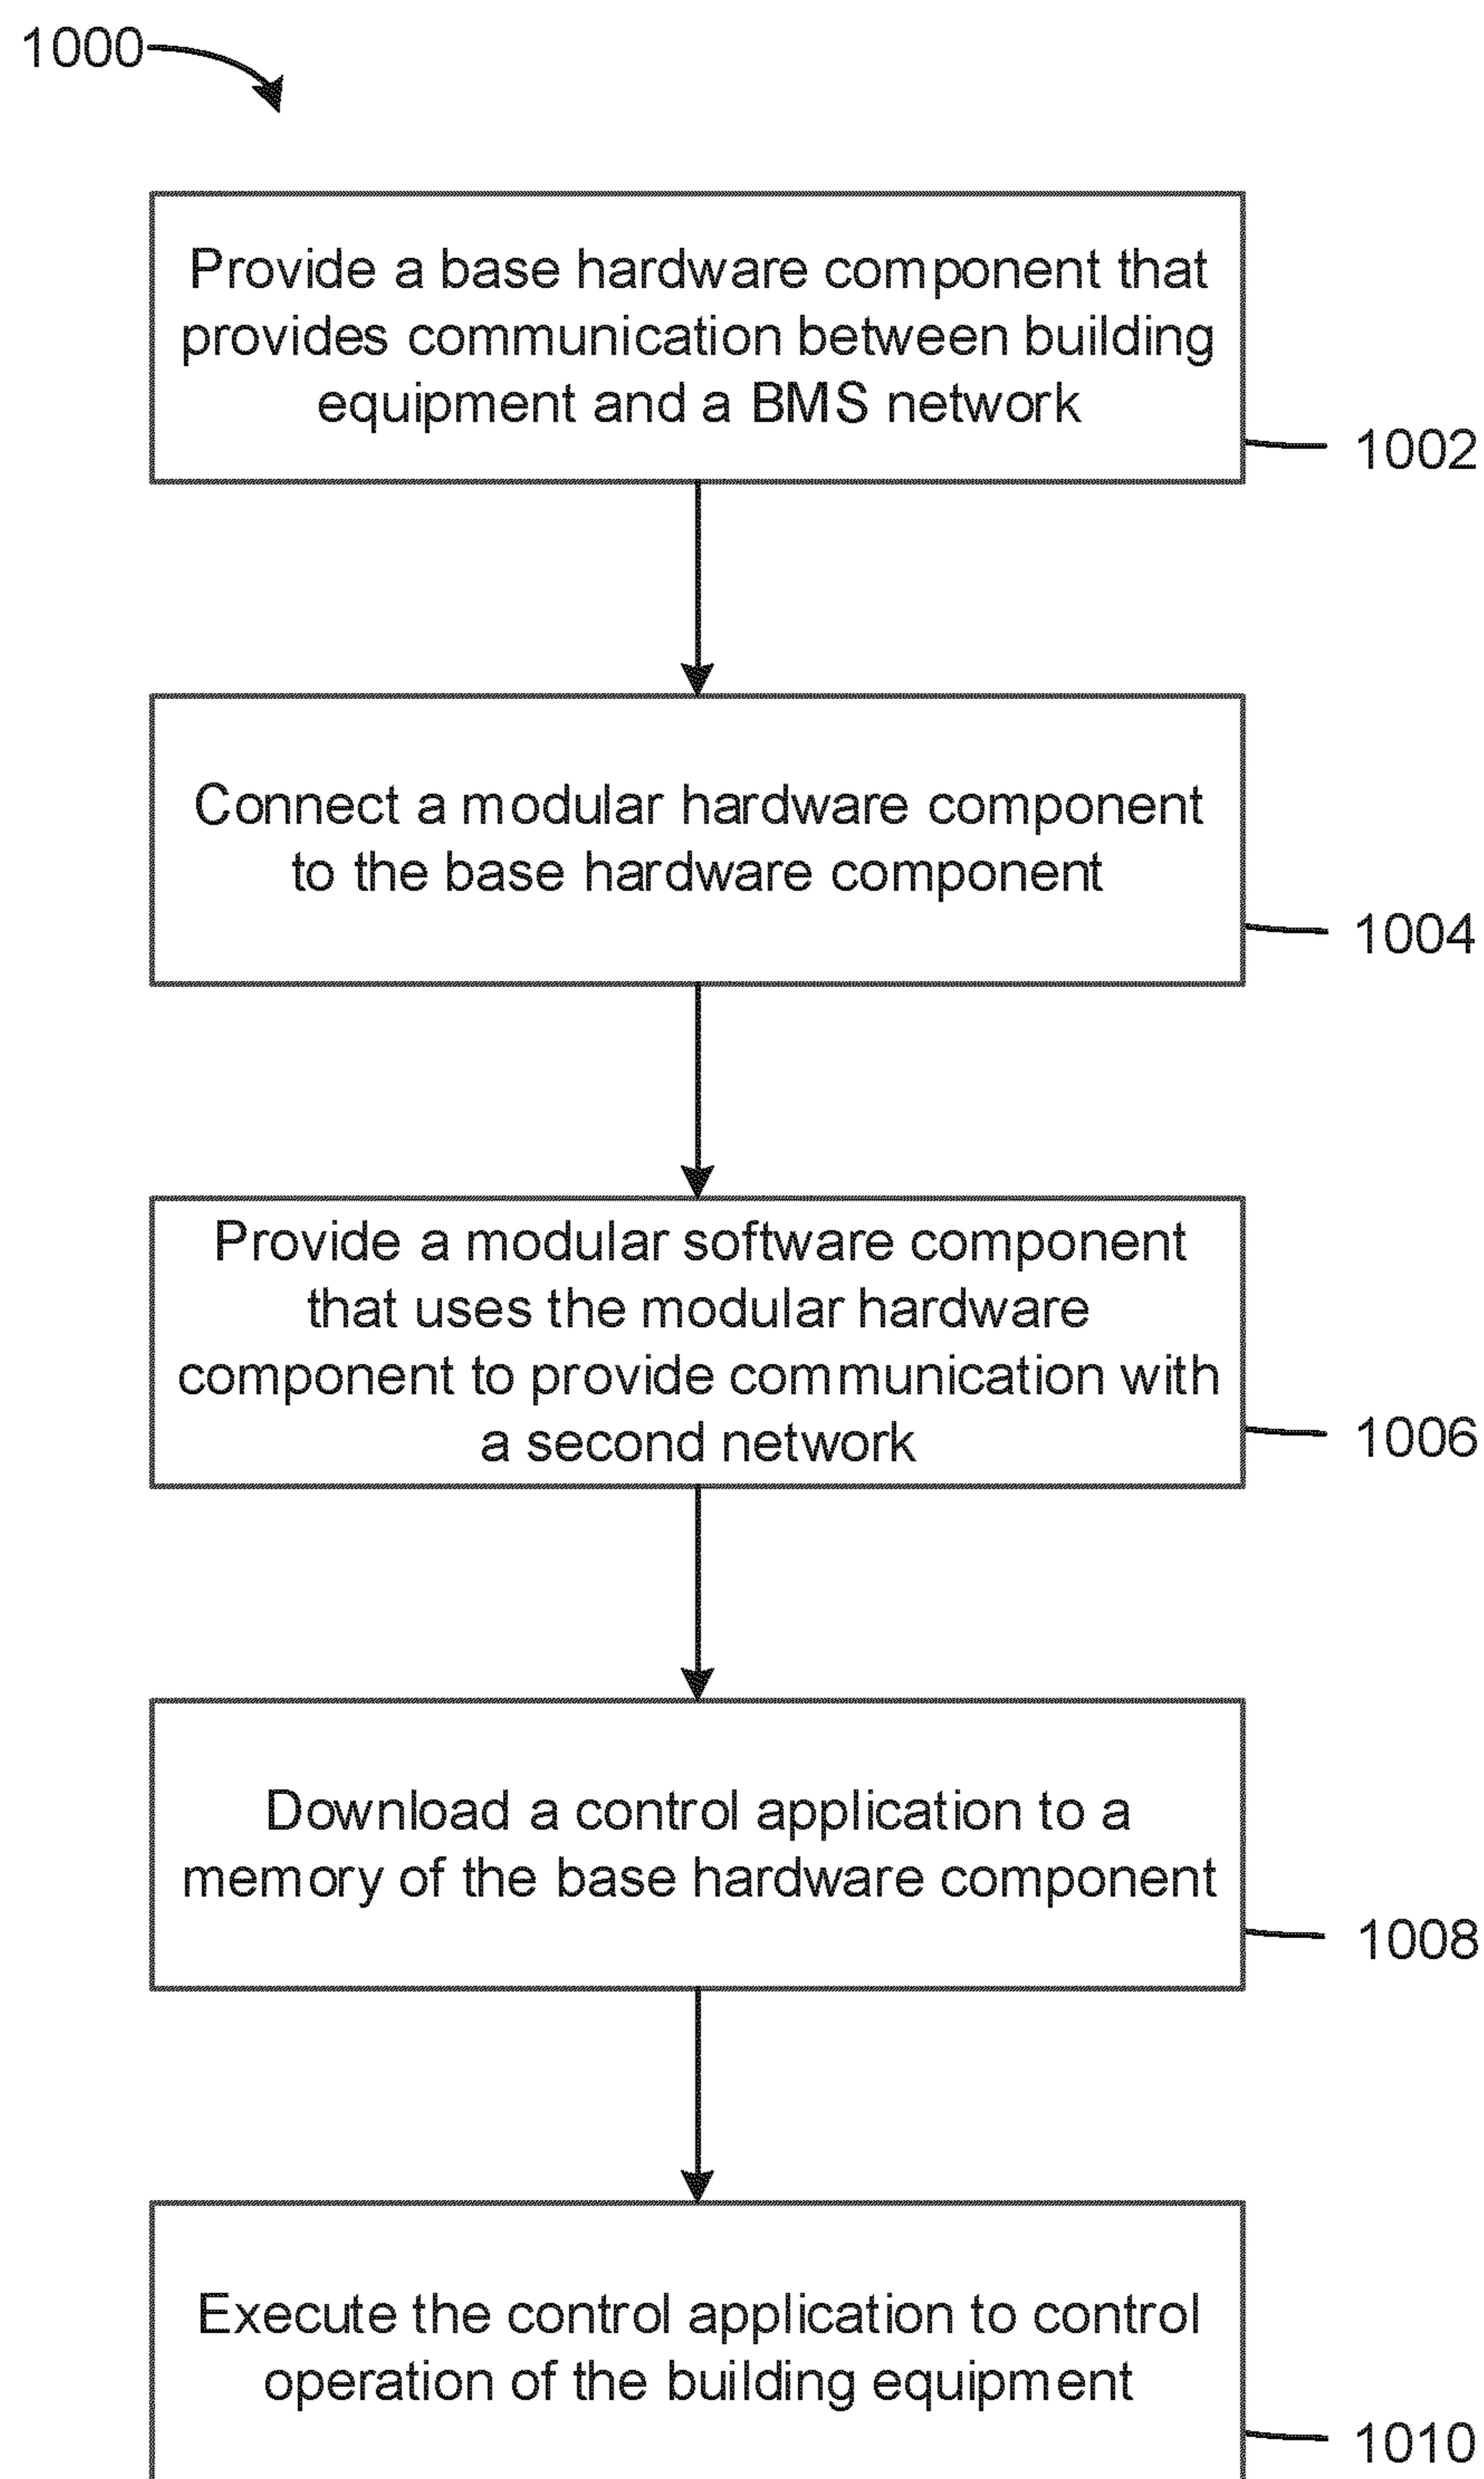 1000
Provide a base hardware component that
provides communication between building
equipment and a BMS network
1002
Connect a modular hardware component
to the base hardware component
1004
Provide a modular software component
that uses the modular hardware
component to provide communication with
a second network
1006
Download a control application to a
memory of the base hardware component
1008
Execute the control application to control
operation of the building equipment
1010